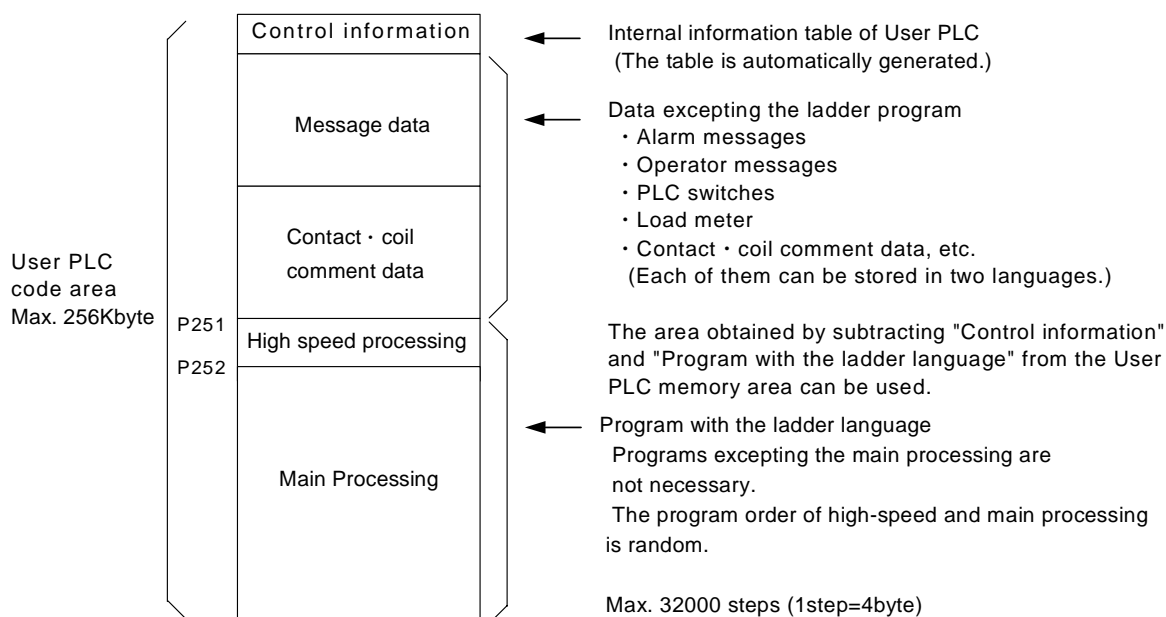 Control information
Message data
Contact・coil
comment data
User PLC
code area
Max. 256Kbyte
P251
High speed processing
P252
Main Processing
Internal information table of User PLC
(The table is automatically generated.)
Data excepting the ladder program
・Alarm messages
・Operator messages
・PLC switches
・Load meter
・Contact・coil comment data, etc.
(Each of them can be stored in two languages.)
The area obtained by subtracting "Control information"
and "Program with the ladder language" from the User
PLC memory area can be used.
Program with the ladder language
Programs excepting the main processing are
not necessary.
The program order of high-speed and main processing
is random.
Max. 32000 steps (1step=4byte)